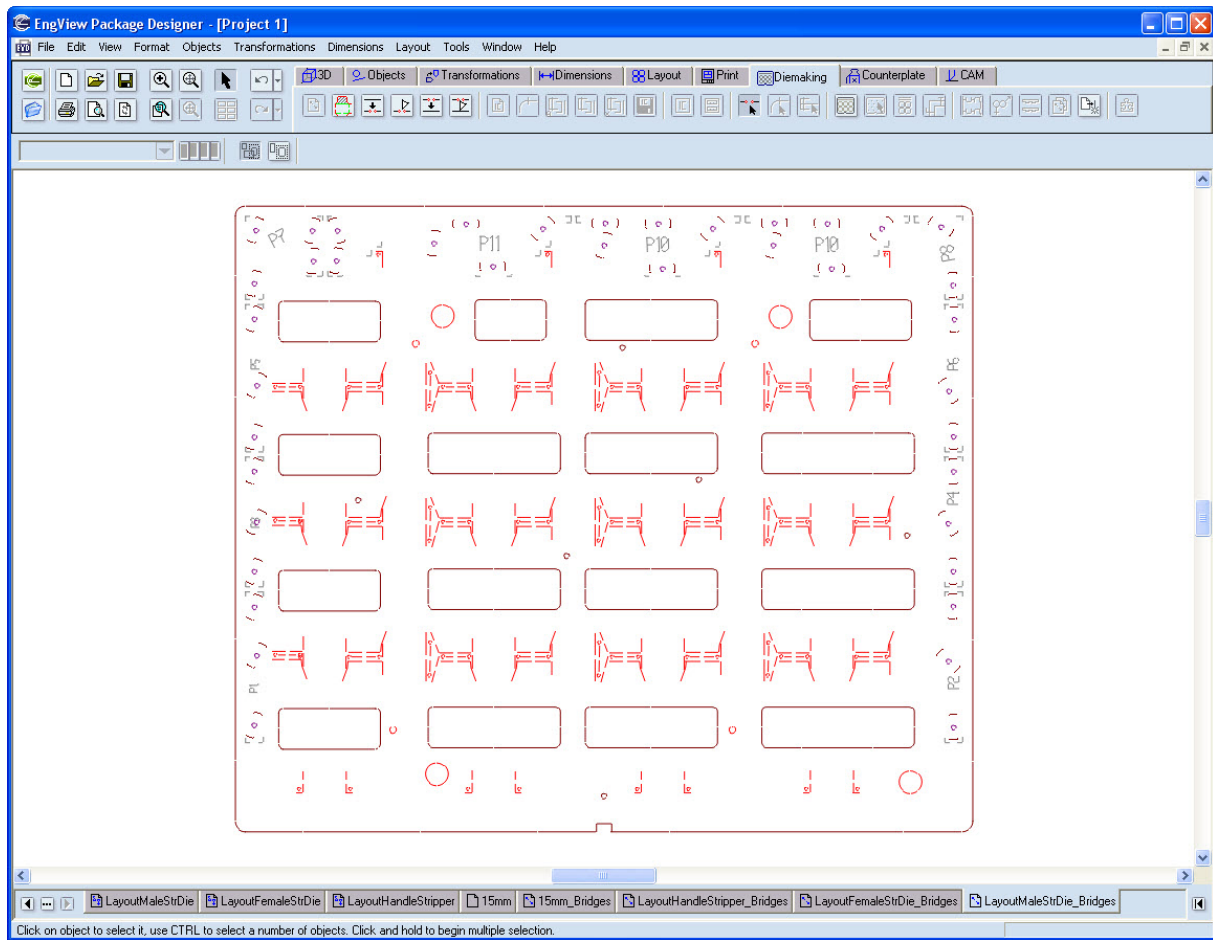 EngView Package Designer - [Project 1]
File Edit View Format Objects Transformations Dimensions Layout Tools Window Help
3D Objects Transformations Dimensions Layout Print Diemaking Counterplate CAM
P7 P11 P10 P10 P8
P5 P6
P4
P1 P2
LayoutMaleStrDie LayoutFemaleStrDie LayoutHandleStripper 15mm 15mm_Bridges LayoutHandleStripper_Bridges LayoutFemaleStrDie_Bridges LayoutMaleStrDie_Bridges
Click on object to select it, use CTRL to select a number of objects. Click and hold to begin multiple selection.